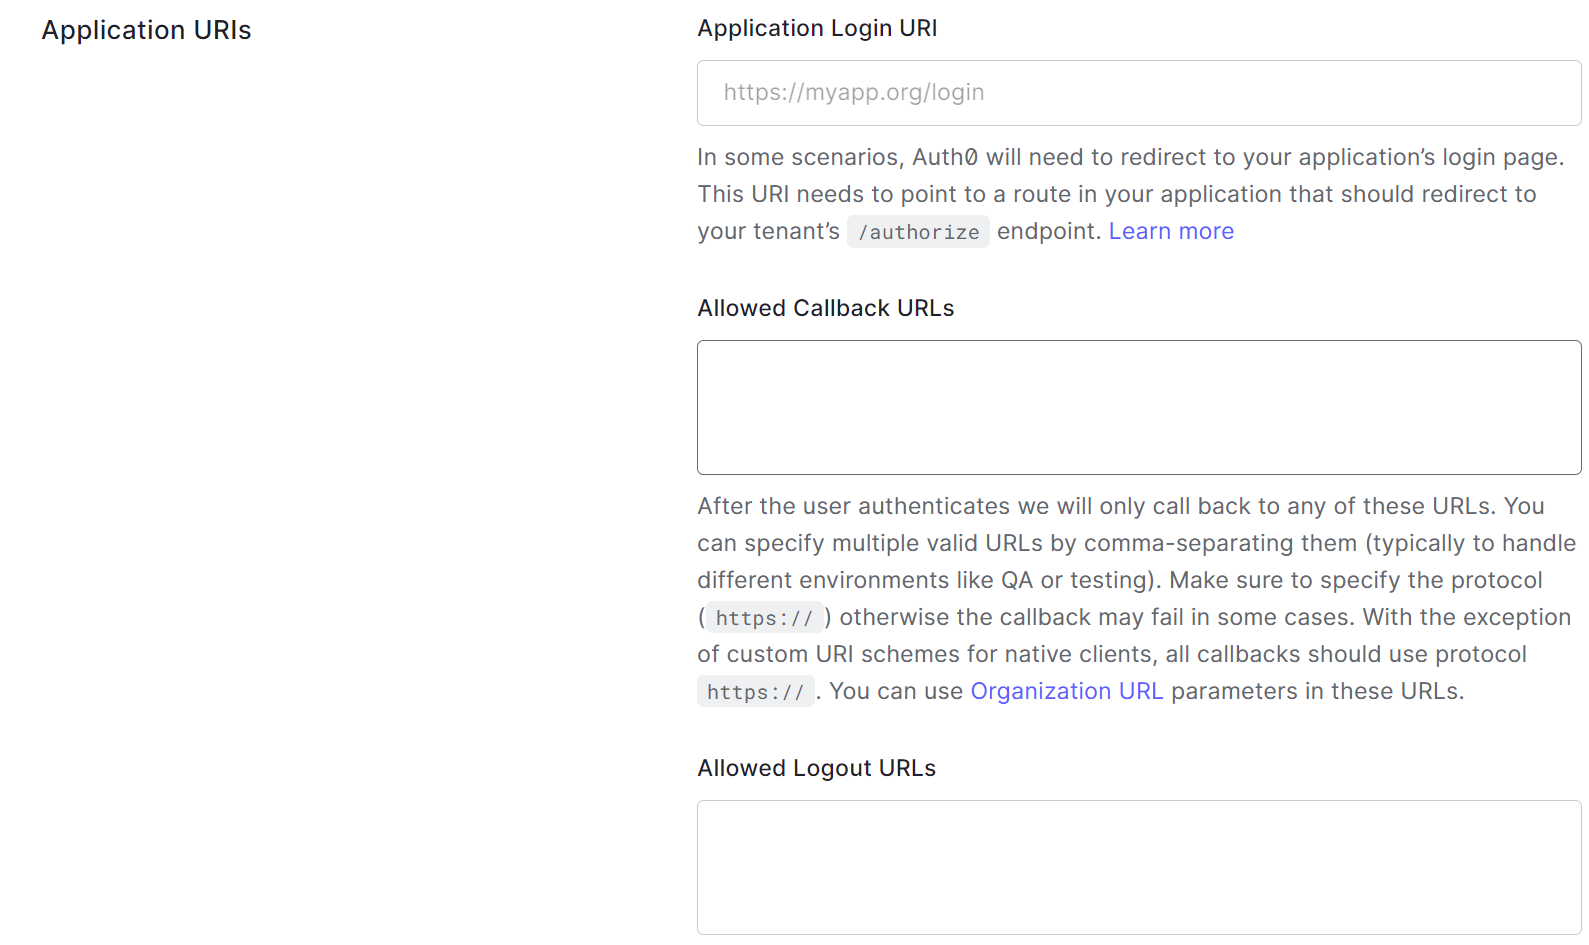 Application URIs
Application Login URI
https://myapp.org/login
In some scenarios, Auth0 will need to redirect to your application’s login page.
This URI needs to point to a route in your application that should redirect to
your tenant’s /authorize endpoint. Learn more
Allowed Callback URLs
After the user authenticates we will only call back to any of these URLs. You
can specify multiple valid URLs by comma-separating them (typically to handle
different environments like QA or testing). Make sure to specify the protocol
(https://) otherwise the callback may fail in some cases. With the exception
of custom URI schemes for native clients, all callbacks should use protocol
https://. You can use Organization URL parameters in these URLs.
Allowed Logout URLs